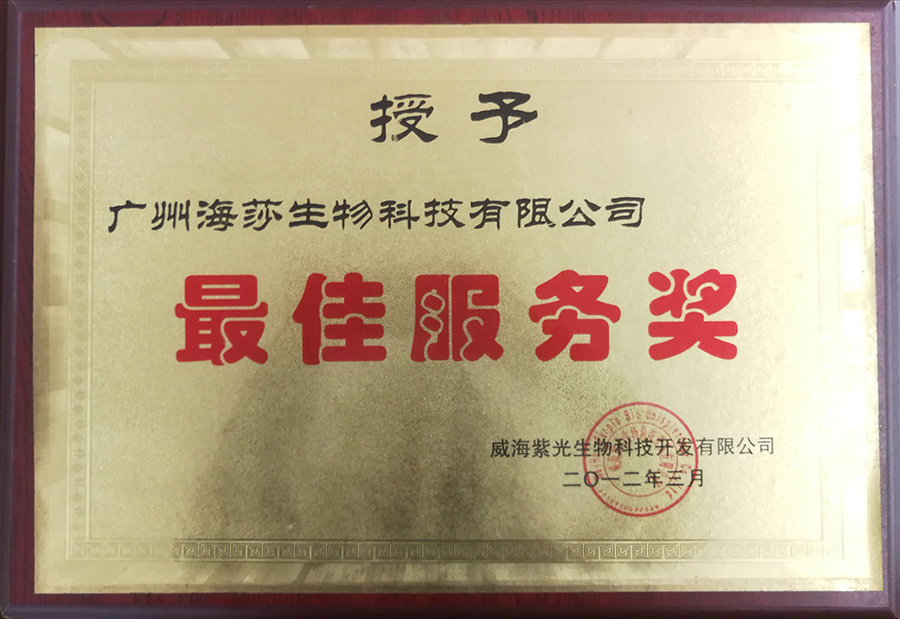 授予
广州海莎生物科技有限公司
最佳服务奖
威海紫光生物科技开发有限公司
二〇一二年三月